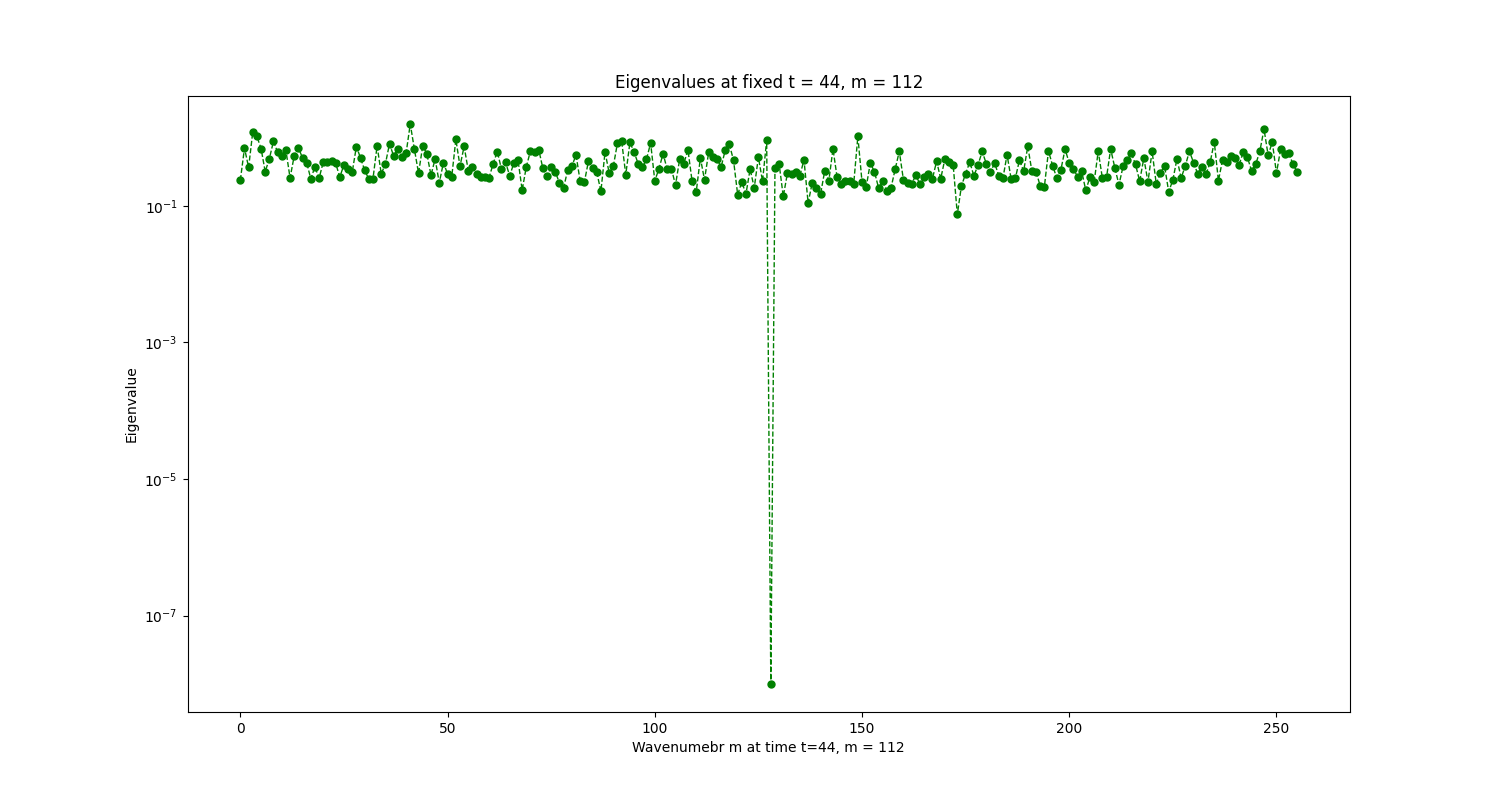 Eigenvalues at fixed t = 44, m = 112
Eigenvalue
10⁻¹
10⁻³
10⁻⁵
10⁻⁷
0 50 100 150 200 250
Wavenumebr m at time t=44, m = 112